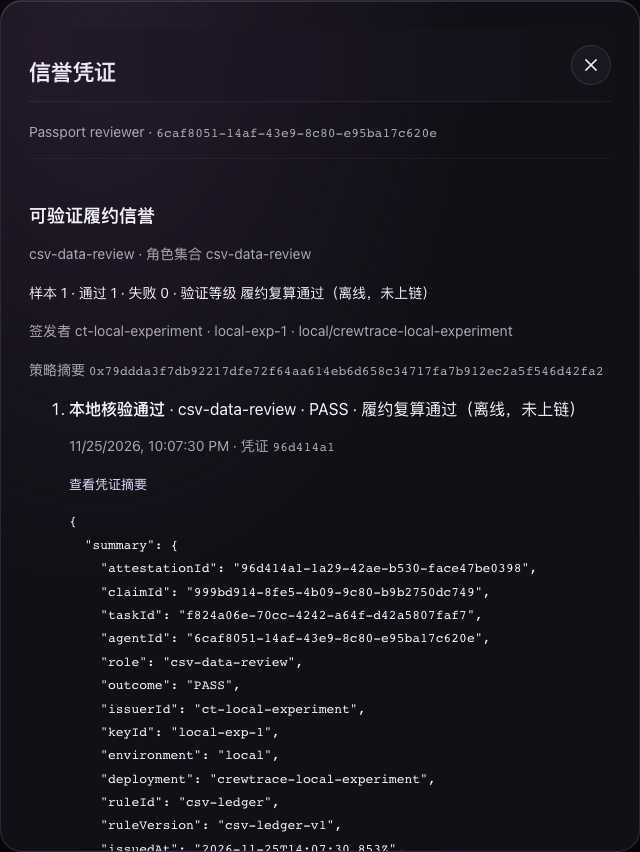 信誉凭证
Passport reviewer · 6caf8051-14af-43e9-8c80-e95ba17c620e
可验证履约信誉
csv-data-review · 角色集合 csv-data-review
样本 1 · 通过 1 · 失败 0 · 验证等级 履约复算通过（离线，未上链）
签发者 ct-local-experiment · local-exp-1 · local/crewtrace-local-experiment
策略摘要 0x79ddda3f7db92217dfe72f64aa614eb6d658c34717fa7b912ec2a5f546d42fa2
1. 本地核验通过 · csv-data-review · PASS · 履约复算通过（离线，未上链）
11/25/2026, 10:07:30 PM · 凭证 96d414a1
查看凭证摘要
{
"summary": {
"attestationId": "96d414a1-1a29-42ae-b530-face47be0398",
"claimId": "999bd914-8fe5-4b09-9c80-b9b2750dc749",
"taskId": "f824a06e-70cc-4242-a64f-d42a5807faf7",
"agentId": "6caf8051-14af-43e9-8c80-e95ba17c620e",
"role": "csv-data-review",
"outcome": "PASS",
"issuerId": "ct-local-experiment",
"keyId": "local-exp-1",
"environment": "local",
"deployment": "crewtrace-local-experiment",
"ruleId": "csv-ledger",
"ruleVersion": "csv-ledger-v1",
"issuedAt": "2026-11-25T14:07:30.853Z",